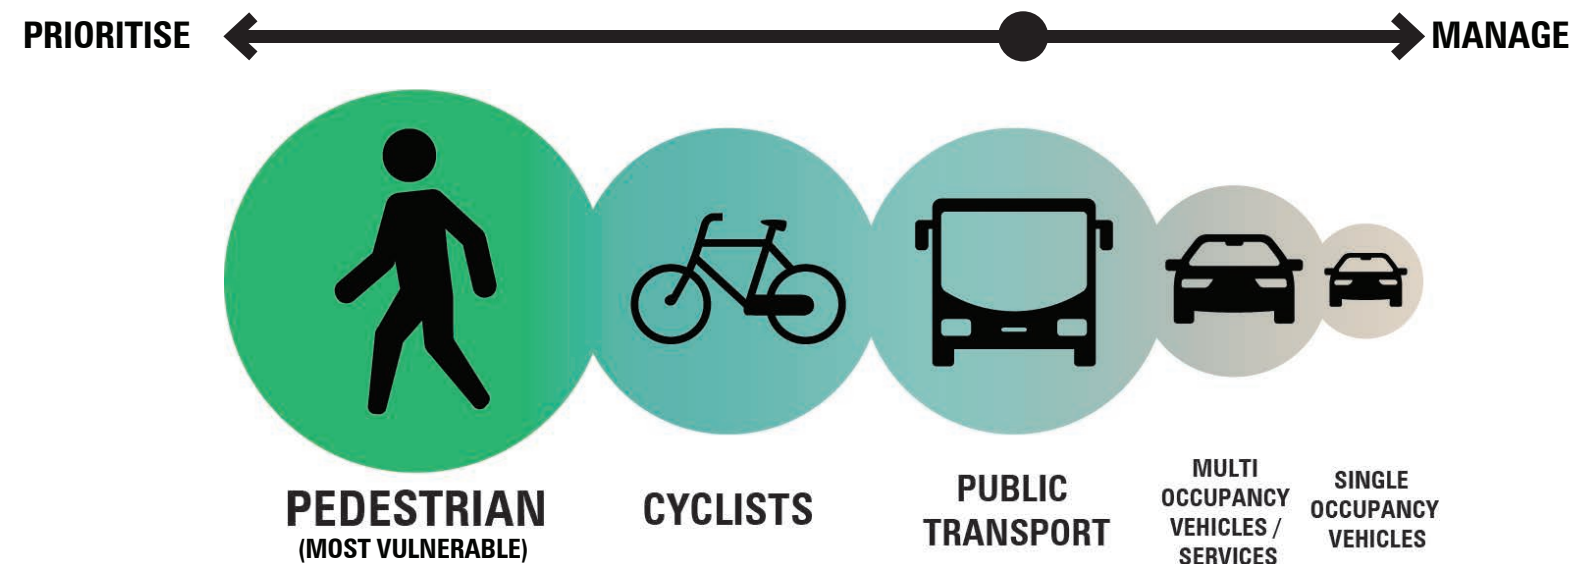 PRIORITISE
MANAGE
PEDESTRIAN
(MOST VULNERABLE)
CYCLISTS
PUBLIC
TRANSPORT
MULTI
OCCUPANCY
VEHICLES /
SERVICES
SINGLE
OCCUPANCY
VEHICLES